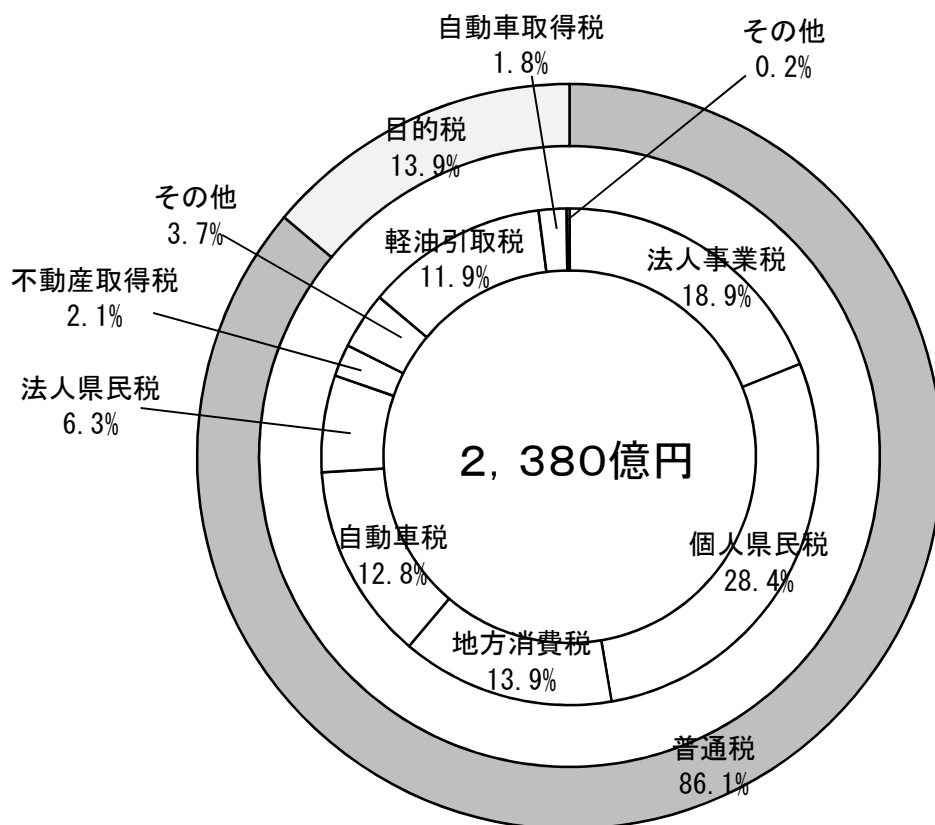 自動車取得税
1.8%
その他
0.2%
目的税
13.9%
その他
3.7%
軽油引取税
11.9%
法人事業税
18.9%
不動産取得税
2.1%
法人県民税
6.3%
2,380億円
自動車税
12.8%
個人県民税
28.4%
地方消費税
13.9%
普通税
86.1%